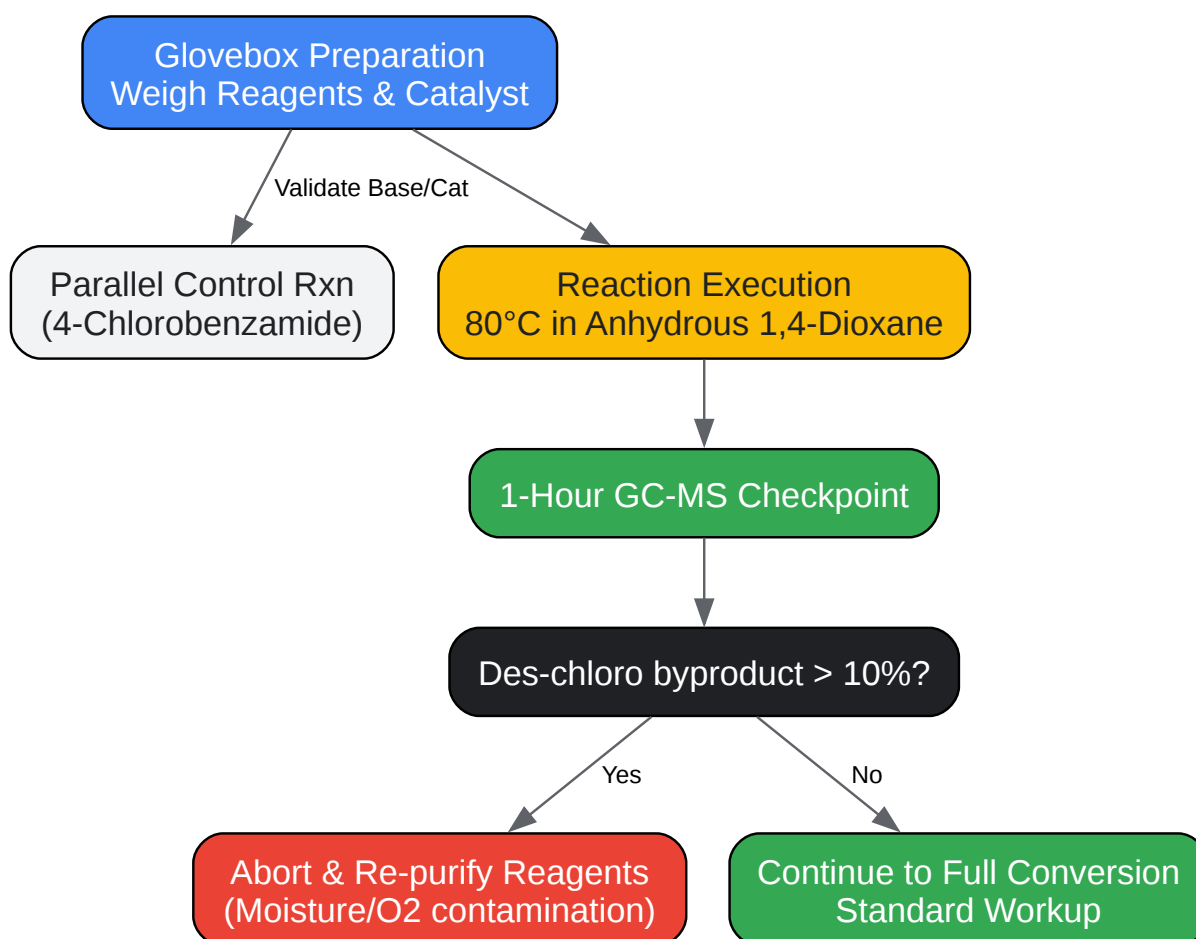 Glovebox Preparation
Weigh Reagents & Catalyst
Validate Base/Cat
Parallel Control Rxn
(4-Chlorobenzamide)
Reaction Execution
80°C in Anhydrous 1,4-Dioxane
1-Hour GC-MS Checkpoint
Des-chloro byproduct > 10%?
Yes
No
Abort & Re-purify Reagents
(Moisture/O2 contamination)
Continue to Full Conversion
Standard Workup